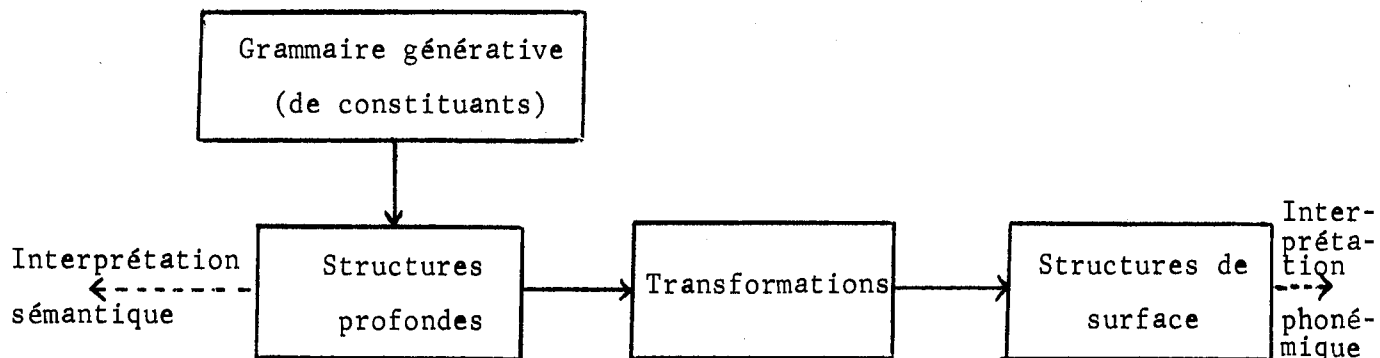 Grammaire générative
(de constituants)
Interprétation
sémantique
Structures
profondes
Transformations
Structures de
surface
Inter-
préta-
tion
phoné-
mique